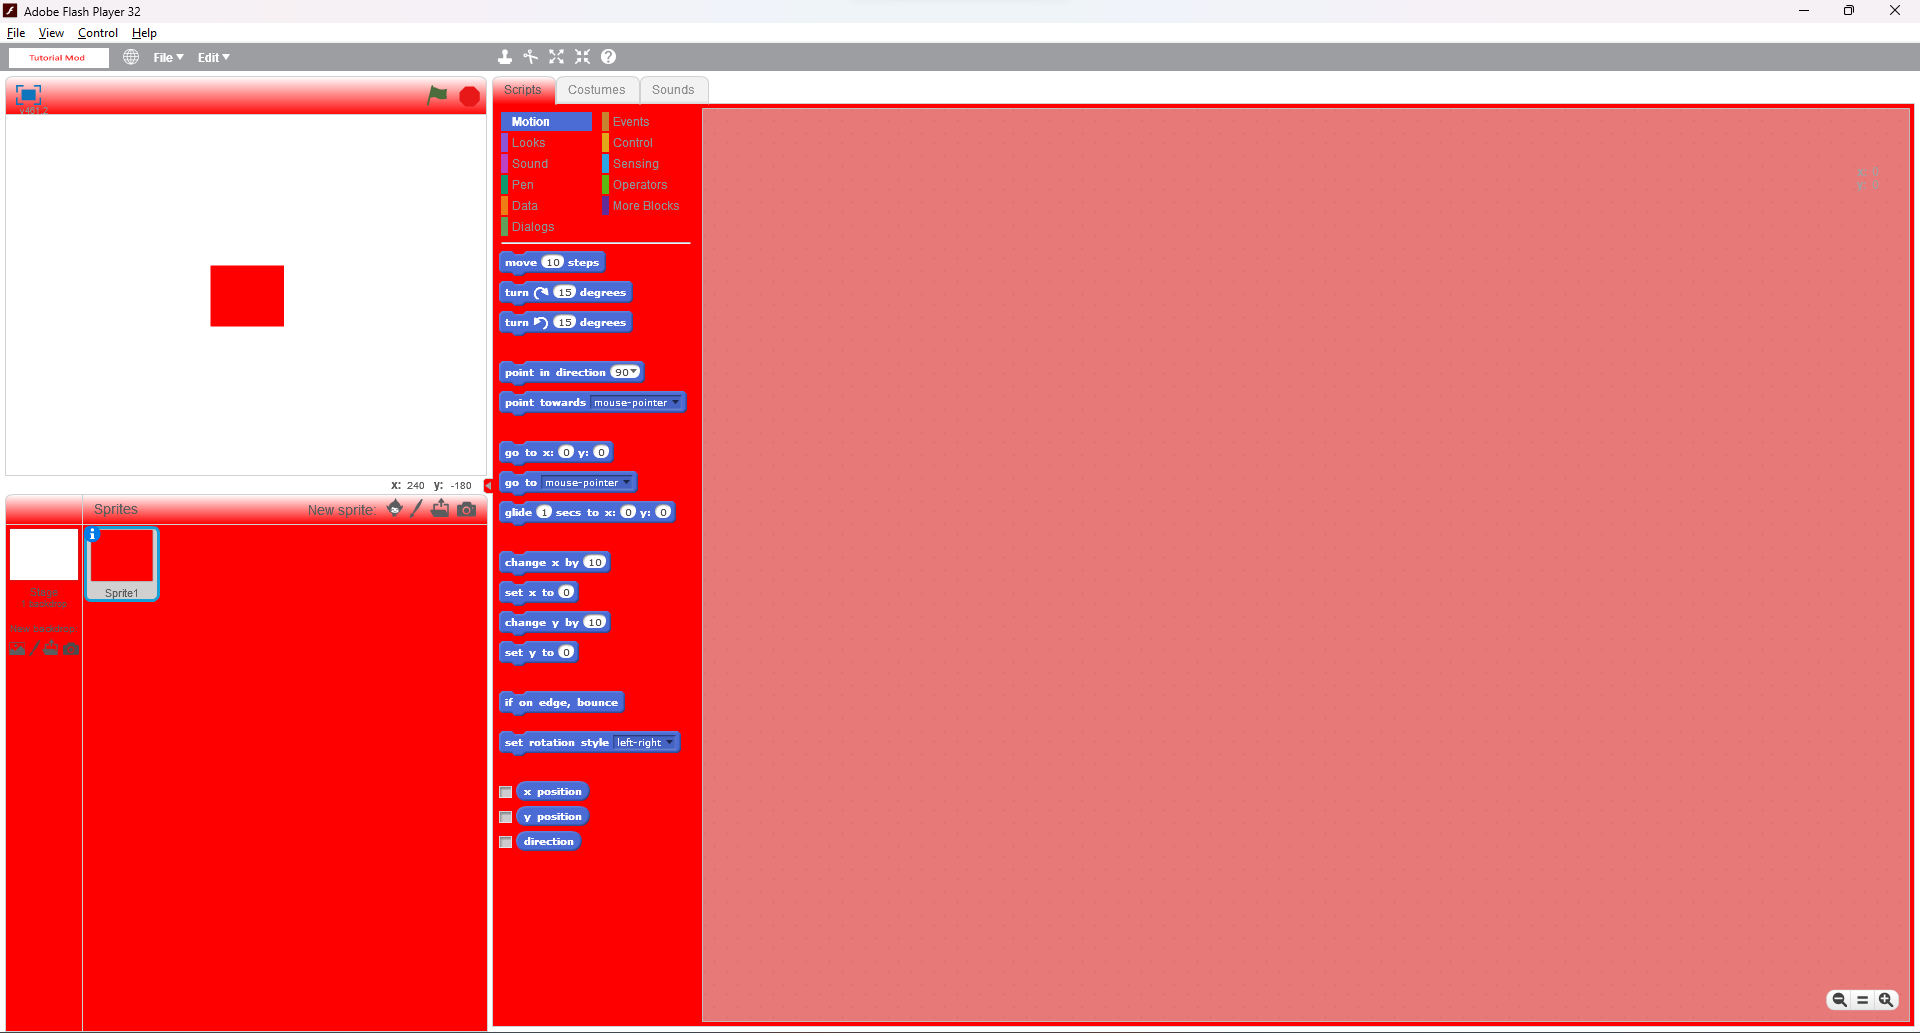 Adobe Flash Player 32
File View Control Help
Tutorial Mod File Edit
v461.2
Scripts Costumes Sounds
Motion Events
Looks Control
Sound Sensing
Pen Operators
Data More Blocks
Dialogs
move 10 steps
turn 15 degrees
turn 15 degrees
point in direction 90
point towards mouse-pointer
go to x: 0 y: 0
go to mouse-pointer
glide 1 secs to x: 0 y: 0
change x by 10
set x to 0
change y by 10
set y to 0
if on edge, bounce
set rotation style left-right
x position
y position
direction
x: 240 y: -180
Sprites New sprite:
Sprite1
Stage
1 backdrop
New backdrop: